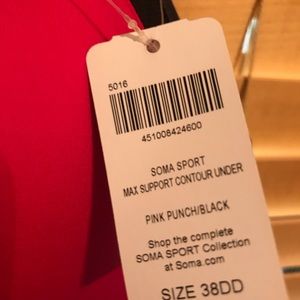 5016
451008424600
SOMA SPORT
MAX SUPPORT CONTOUR UNDER
PINK PUNCH/BLACK
Shop the complete
SOMA SPORT Collection
at Soma.com
SIZE 38DD